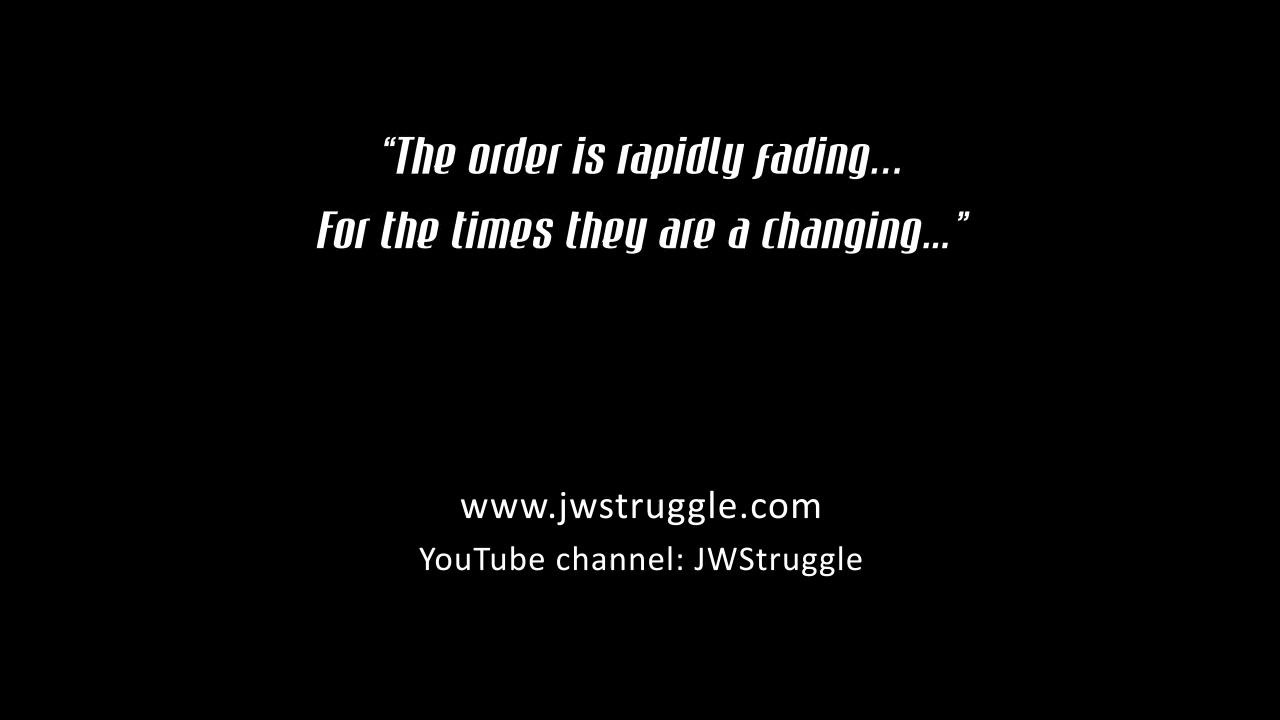 “The order is rapidly fading...
For the times they are a changing...”
www.jwstruggle.com
YouTube channel: JWStruggle